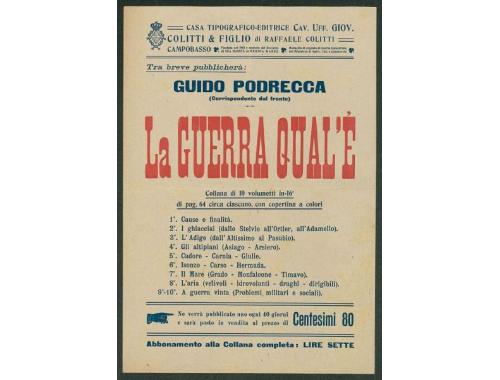 CASA TIPOGRAFICO-EDITRICE CAV. UFF. GIOV.
COLITTI & FIGLIO di RAFFAELE COLITTI
CAMPOBASSO
Tra breve pubblicherà:
GUIDO PODRECCA
(Corrispondente dal fronte)
La GUERRA QUAL'È
Collana di 10 volumetti in-16°
di pag. 64 circa ciascuno, con copertina a colori
1°. Cause e finalità.
2°. I ghiacciai (dallo Stelvio all'Ortler, all'Adamello).
3°. L'Adige (dall'Altissimo al Pasubio).
4°. Gli altipiani (Asiago - Arsiero).
5°. Cadore - Carnia - Giulie.
6°. Isonzo - Carso - Hermada.
7°. Il Mare (Grado - Monfalcone - Timavo).
8°. L'aria (velivoli - idrovolanti - draghi - dirigibili).
9°-10°. A guerra vinta (Problemi militari e sociali).
Ne verrà pubblicato uno ogni 40 giorni
e sarà posto in vendita al prezzo di Centesimi 80
Abbonamento alla Collana completa: LIRE SETTE